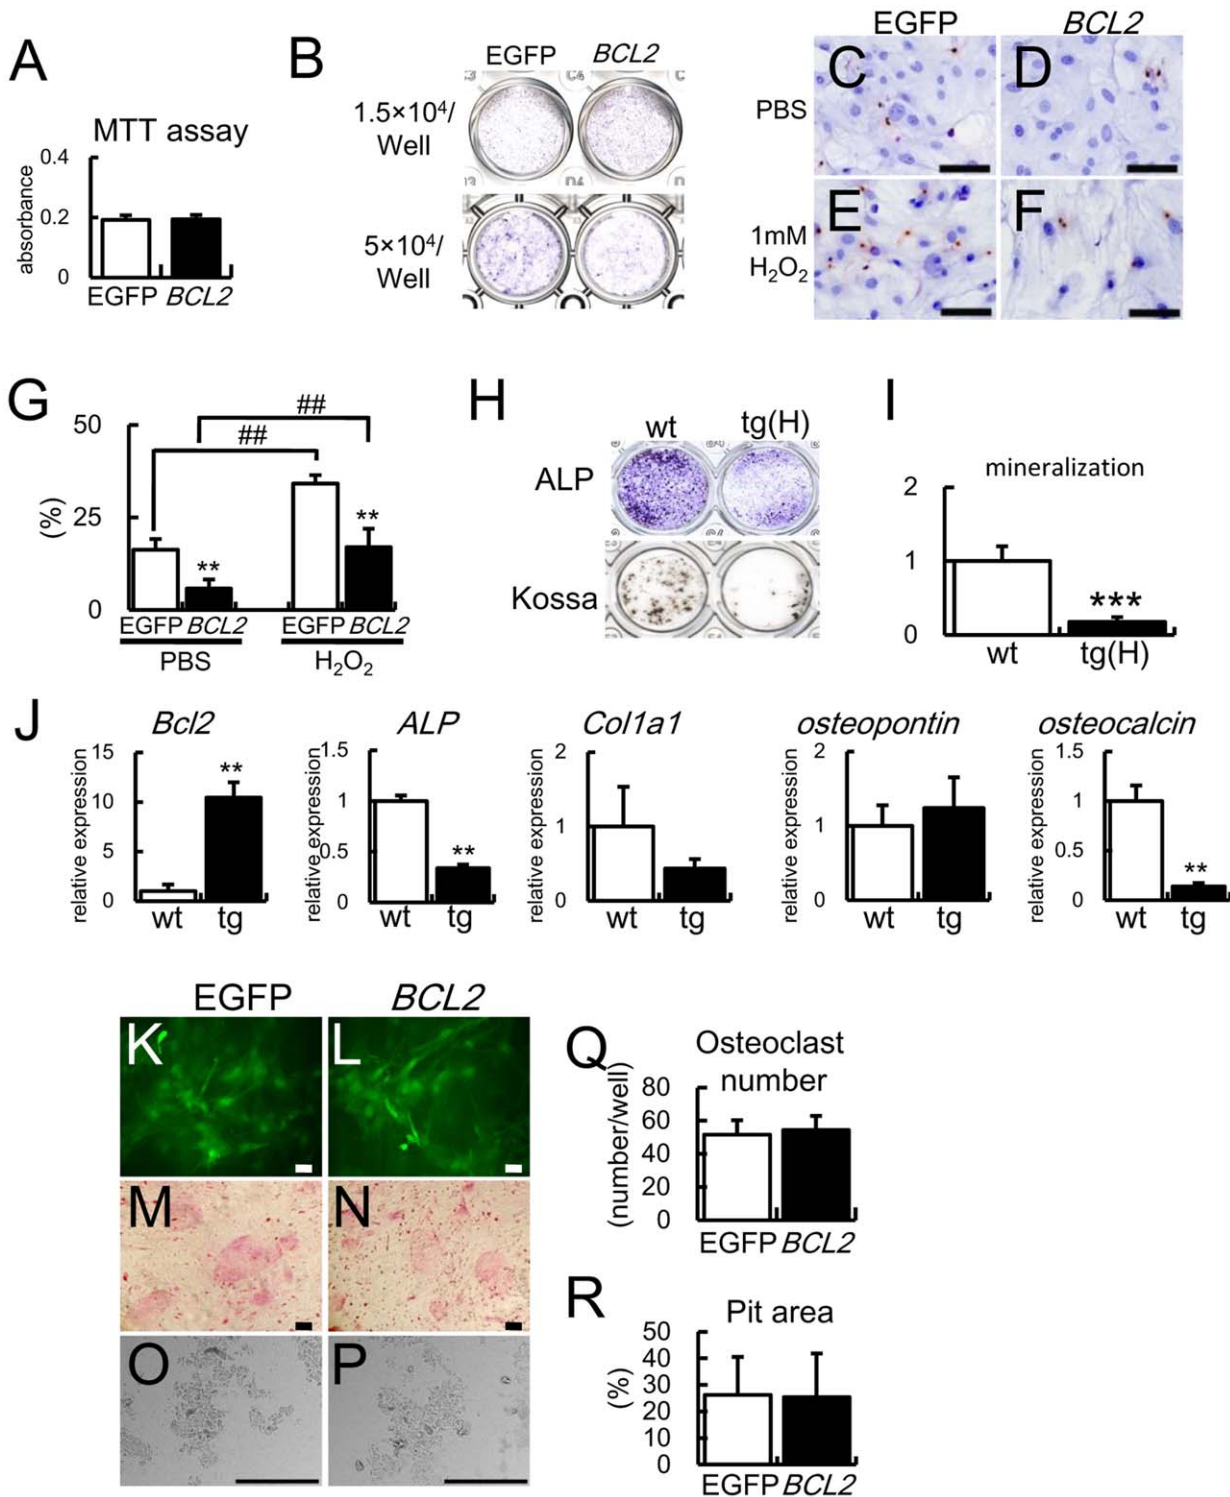 A
MTT assay
absorbance
0.4
0.2
0
EGFP BCL2
B
EGFP BCL2
1.5×10⁴/
Well
5×10⁴/
Well
EGFP BCL2
C D
PBS
E F
1mM
H₂O₂
G
(%)
50
25
0
##
##
**
**
EGFP BCL2 EGFP BCL2
PBS H₂O₂
H
wt tg(H)
ALP
Kossa
I
mineralization
2
1
0
***
wt tg(H)
J
Bcl2
relative expression
15
10
5
0
**
wt tg
ALP
relative expression
1.5
1
0.5
0
**
wt tg
Col1a1
relative expression
2
1
0
wt tg
osteopontin
relative expression
2
1
0
wt tg
osteocalcin
relative expression
1.5
1
0.5
0
**
wt tg
EGFP BCL2
K L
M N
O P
Q
Osteoclast
number
(number/well)
80
60
40
20
0
EGFP BCL2
R
Pit area
(%)
50
40
30
20
10
0
EGFP BCL2